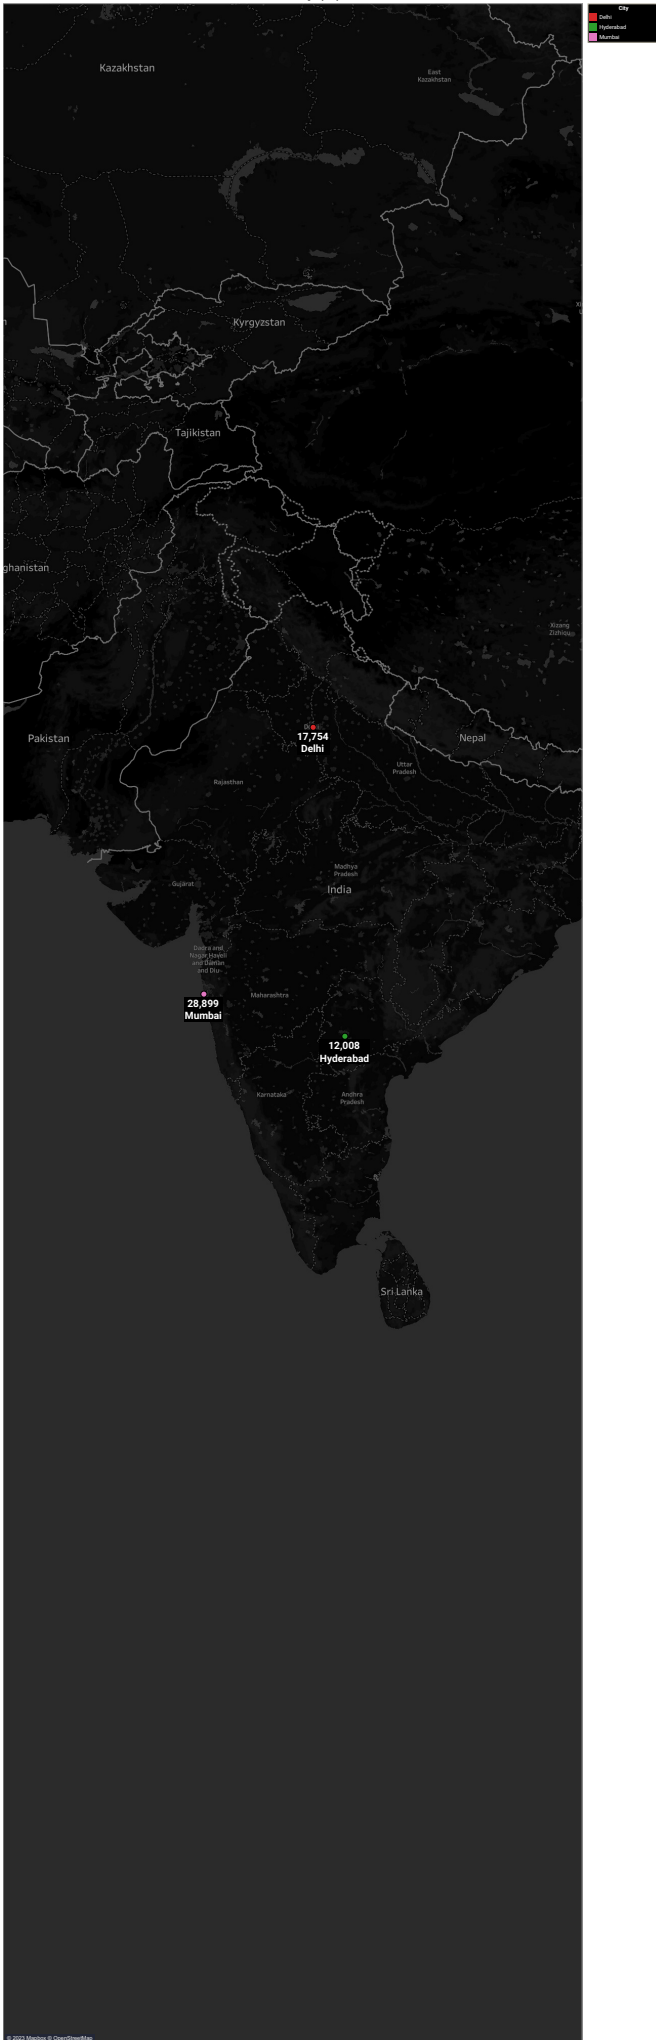 City
Delhi
Hyderabad
Mumbai
Kazakhstan
East
Kazakhstan
Kyrgyzstan
Tajikistan
ghanistan
Xizang
Zizhiqu
Pakistan
17,754
Delhi
Nepal
Uttar
Pradesh
Rajasthan
Madhya
Pradesh
India
Gujarat
Dadra and
Nagar Haveli
and Daman
and Diu
28,899
Mumbai
Maharashtra
12,008
Hyderabad
Karnataka
Andhra
Pradesh
Sri Lanka
© 2023 Mapbox © OpenStreetMap